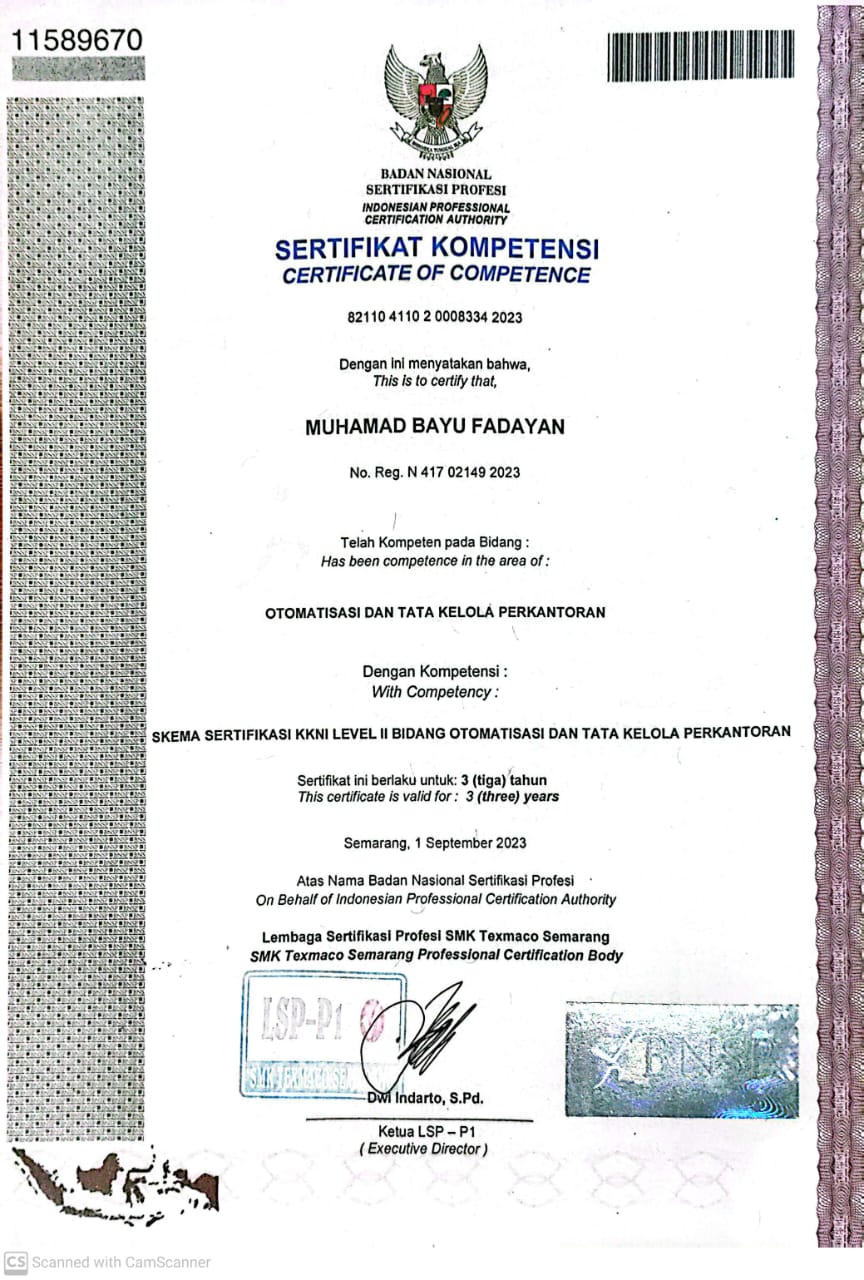 11589670
BADAN NASIONAL
SERTIFIKASI PROFESI
INDONESIAN PROFESSIONAL
CERTIFICATION AUTHORITY
SERTIFIKAT KOMPETENSI
CERTIFICATE OF COMPETENCE
82110 4110 2 0008334 2023
Dengan ini menyatakan bahwa,
This is to certify that,
MUHAMAD BAYU FADAYAN
No. Reg. N 417 02149 2023
Telah Kompeten pada Bidang :
Has been competence in the area of :
OTOMATISASI DAN TATA KELOLA PERKANTORAN
Dengan Kompetensi :
With Competency :
SKEMA SERTIFIKASI KKNI LEVEL II BIDANG OTOMATISASI DAN TATA KELOLA PERKANTORAN
Sertifikat ini berlaku untuk: 3 (tiga) tahun
This certificate is valid for : 3 (three) years
Semarang, 1 September 2023
Atas Nama Badan Nasional Sertifikasi Profesi
On Behalf of Indonesian Professional Certification Authority
Lembaga Sertifikasi Profesi SMK Texmaco Semarang
SMK Texmaco Semarang Professional Certification Body
LSP-P1
SMK TEXMACO
BNSP
Dwi Indarto, S.Pd.
Ketua LSP – P1
( Executive Director )
CS Scanned with CamScanner